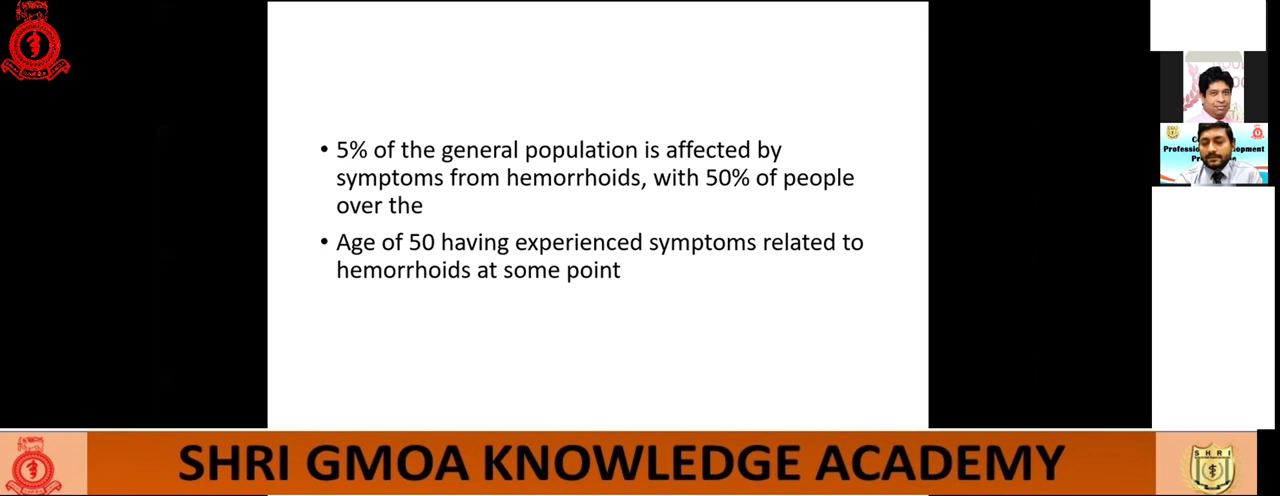 • 5% of the general population is affected by
symptoms from hemorrhoids, with 50% of people
over the
• Age of 50 having experienced symptoms related to
hemorrhoids at some point
SHRI GMOA KNOWLEDGE ACADEMY
SHRI